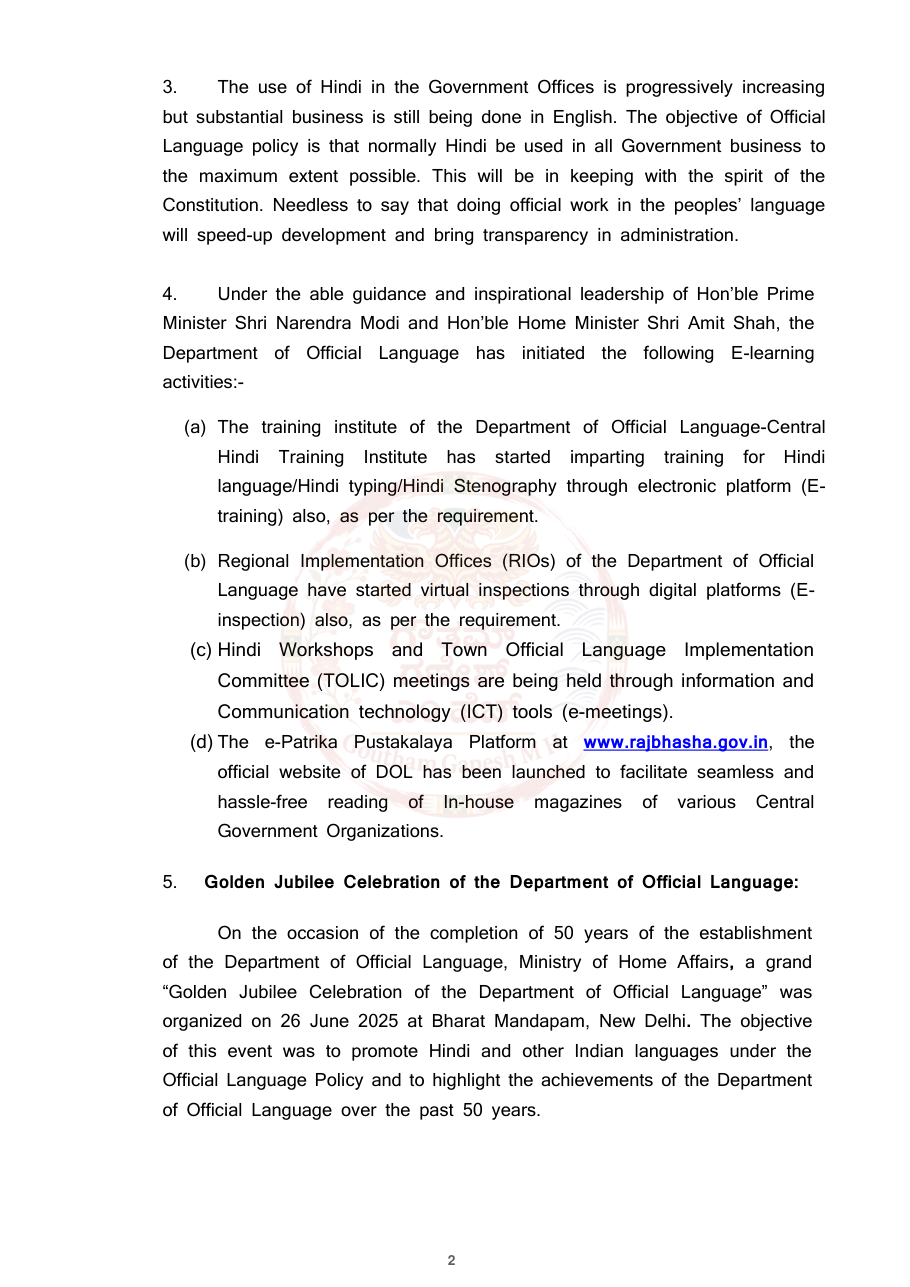 3. The use of Hindi in the Government Offices is progressively increasing
but substantial business is still being done in English. The objective of Official
Language policy is that normally Hindi be used in all Government business to
the maximum extent possible. This will be in keeping with the spirit of the
Constitution. Needless to say that doing official work in the peoples’ language
will speed-up development and bring transparency in administration.
4. Under the able guidance and inspirational leadership of Hon’ble Prime
Minister Shri Narendra Modi and Hon’ble Home Minister Shri Amit Shah, the
Department of Official Language has initiated the following E-learning
activities:-
(a) The training institute of the Department of Official Language-Central
Hindi Training Institute has started imparting training for Hindi
language/Hindi typing/Hindi Stenography through electronic platform (E-
training) also, as per the requirement.
(b) Regional Implementation Offices (RIOs) of the Department of Official
Language have started virtual inspections through digital platforms (E-
inspection) also, as per the requirement.
(c) Hindi Workshops and Town Official Language Implementation
Committee (TOLIC) meetings are being held through information and
Communication technology (ICT) tools (e-meetings).
(d) The e-Patrika Pustakalaya Platform at www.rajbhasha.gov.in, the
official website of DOL has been launched to facilitate seamless and
hassle-free reading of In-house magazines of various Central
Government Organizations.
5. Golden Jubilee Celebration of the Department of Official Language:
On the occasion of the completion of 50 years of the establishment
of the Department of Official Language, Ministry of Home Affairs, a grand
“Golden Jubilee Celebration of the Department of Official Language” was
organized on 26 June 2025 at Bharat Mandapam, New Delhi. The objective
of this event was to promote Hindi and other Indian languages under the
Official Language Policy and to highlight the achievements of the Department
of Official Language over the past 50 years.
ಗೌತಮ್
ಗಣೇಶ್
Goutham Ganesh M U
2